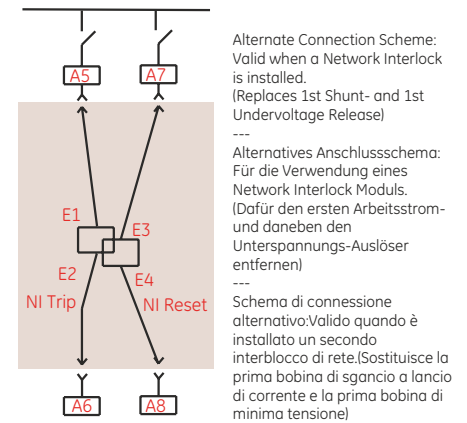 A5
A7
E1
E3
E2
E4
NI Trip
NI Reset
A6
A8
Alternate Connection Scheme:
Valid when a Network Interlock
is installed.
(Replaces 1st Shunt- and 1st
Undervoltage Release)
---
Alternatives Anschlussschema:
Für die Verwendung eines
Network Interlock Moduls.
(Dafür den ersten Arbeitsstrom-
und daneben den
Unterspannungs-Auslöser
entfernen)
---
Schema di connessione
alternativo:Valido quando è
installato un secondo
interblocco di rete.(Sostituisce la
prima bobina di sgancio a lancio
di corrente e la prima bobina di
minima tensione)